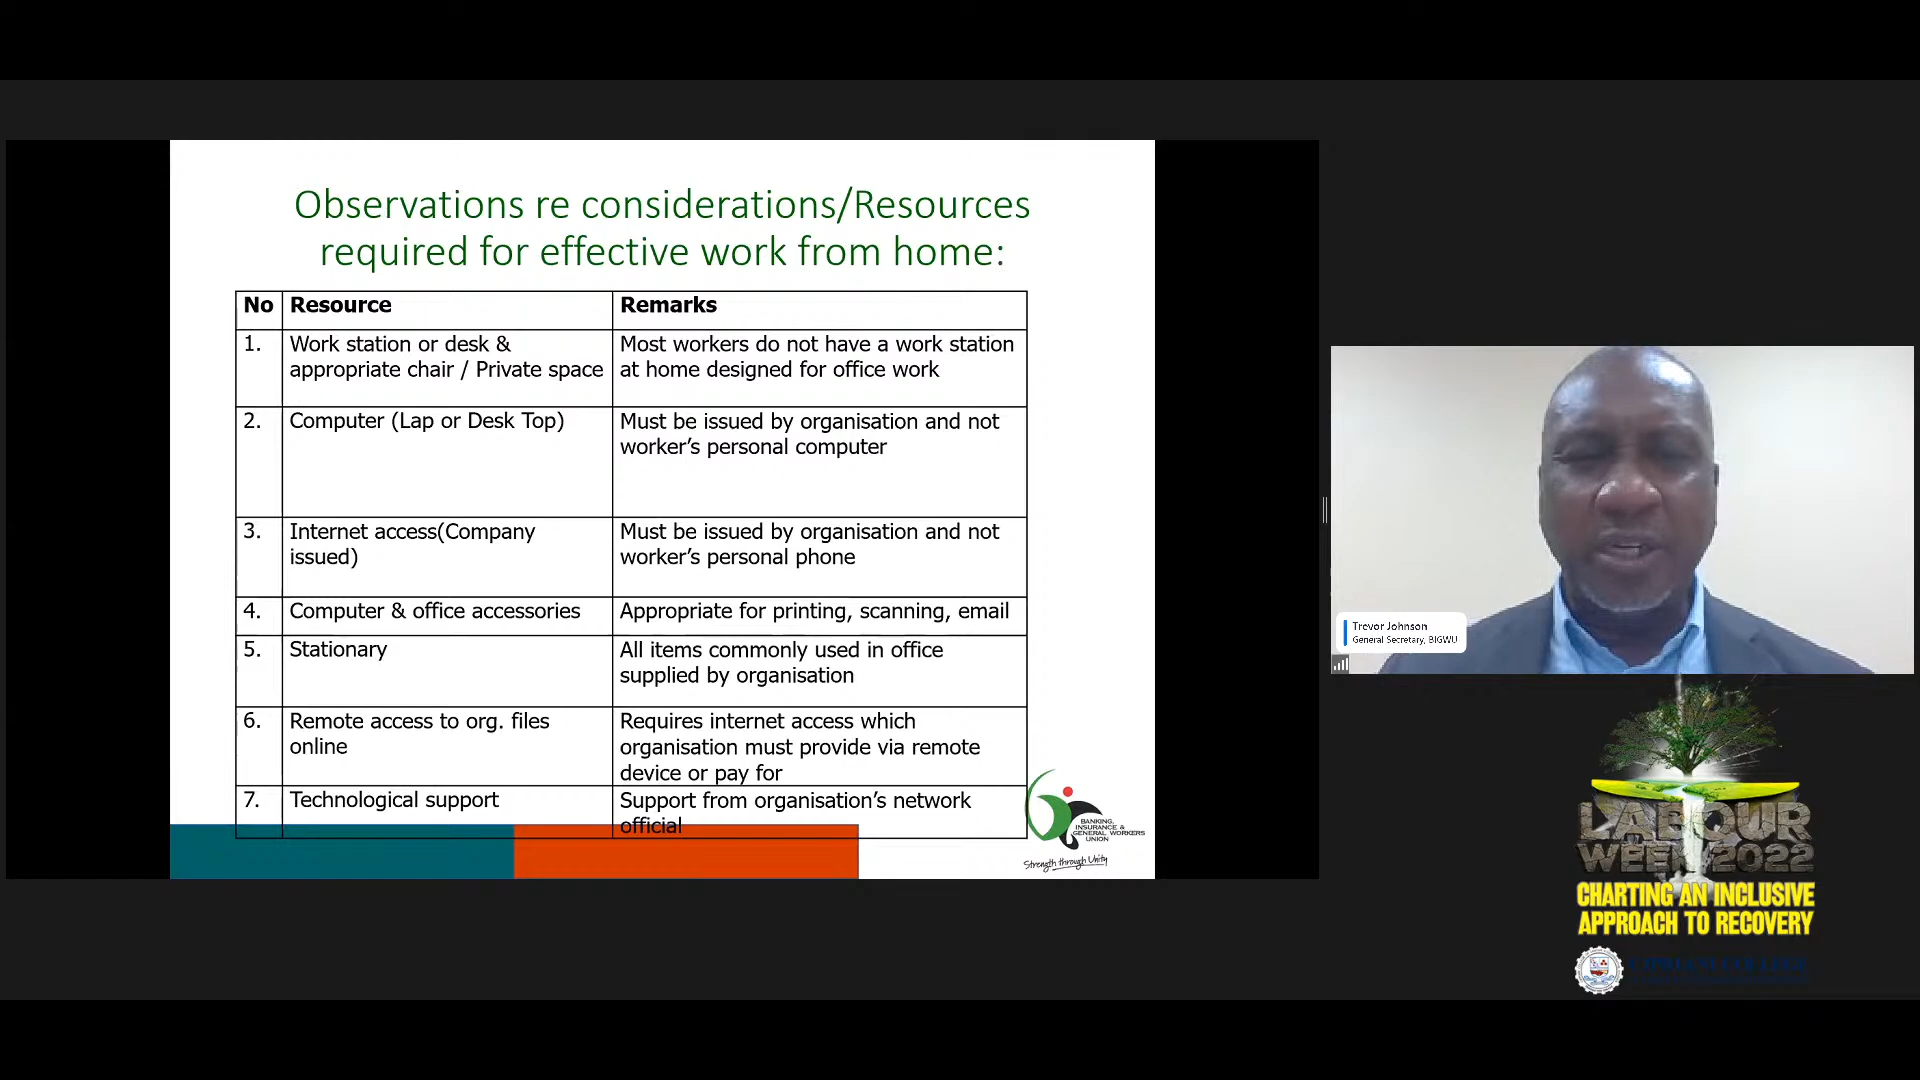 Observations re considerations/Resources
required for effective work from home:
No Resource Remarks
1. Work station or desk & Most workers do not have a work station
appropriate chair / Private space at home designed for office work
2. Computer (Lap or Desk Top) Must be issued by organisation and not
worker’s personal computer
3. Internet access(Company Must be issued by organisation and not
issued) worker’s personal phone
4. Computer & office accessories Appropriate for printing, scanning, email
5. Stationary All items commonly used in office
supplied by organisation
6. Remote access to org. files Requires internet access which
online organisation must provide via remote
device or pay for
7. Technological support Support from organisation’s network
official
BANKING,
INSURANCE &
GENERAL WORKERS
UNION
Strength through Unity
Trevor Johnson
General Secretary, BIGWU
LABOUR
WEEK 2022
CHARTING AN INCLUSIVE
APPROACH TO RECOVERY